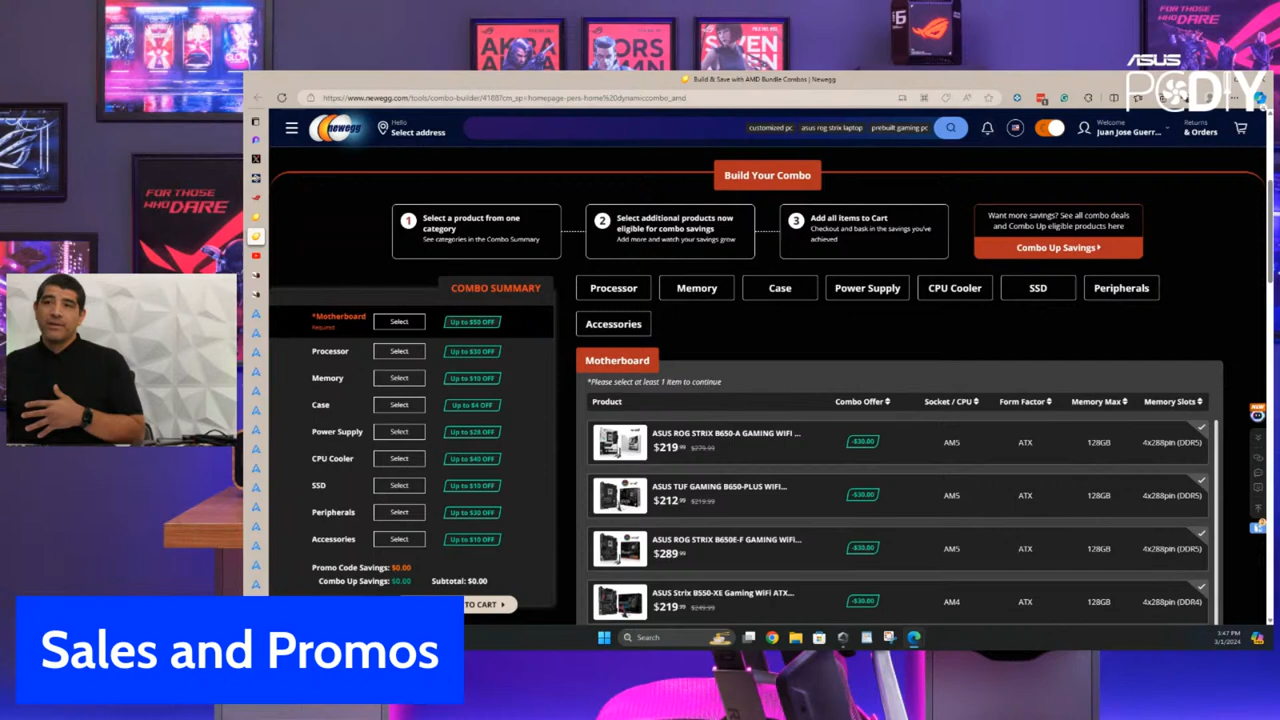 FOR THOSE
WHO DARE
AKIRA
SEVEN
FOR THOSE
WHO DARE
ASUS
PCDIY
Build & Save with AMD Bundle Combos | Newegg
https://www.newegg.com/tools/combo-builder/4188?cm_sp=homepage-pers-home%20dynamiccombo_amd
newegg
Hello
Select address
customized pc
asus rog strix laptop
prebuilt gaming pc
Welcome
Juan Jose Guerr...
Returns
& Orders
Build Your Combo
1
Select a product from one
category
See categories in the Combo Summary
2
Select additional products now
eligible for combo savings
Add more and watch your savings grow
3
Add all items to Cart
Checkout and bask in the savings you've
achieved
Want more savings? See all combo deals
and Combo Up eligible products here
Combo Up Savings
COMBO SUMMARY
*Motherboard
Required
Select
Up to $50 OFF
Processor
Select
Up to $30 OFF
Memory
Select
Up to $10 OFF
Case
Select
Up to $4 OFF
Power Supply
Select
Up to $28 OFF
CPU Cooler
Select
Up to $40 OFF
SSD
Select
Up to $10 OFF
Peripherals
Select
Up to $30 OFF
Accessories
Select
Up to $10 OFF
Promo Code Savings: $0.00
Combo Up Savings: $0.00
Subtotal: $0.00
TO CART
Processor
Memory
Case
Power Supply
CPU Cooler
SSD
Peripherals
Accessories
Motherboard
*Please select at least 1 item to continue
Product
Combo Offer
Socket / CPU
Form Factor
Memory Max
Memory Slots
ASUS ROG STRIX B650-A GAMING WIFI ...
$219.99 $279.99
-$30.00
AM5
ATX
128GB
4x288pin (DDR5)
ASUS TUF GAMING B650-PLUS WIFI...
$212.99 $219.99
-$30.00
AM5
ATX
128GB
4x288pin (DDR5)
ASUS ROG STRIX B650E-F GAMING WiFi...
$289.99
-$30.00
AM5
ATX
128GB
4x288pin (DDR5)
ASUS Strix B550-XE Gaming WiFi ATX...
$219.99 $249.99
-$30.00
AM4
ATX
128GB
4x288pin (DDR4)
Search
3:47 PM
3/1/2024
Sales and Promos